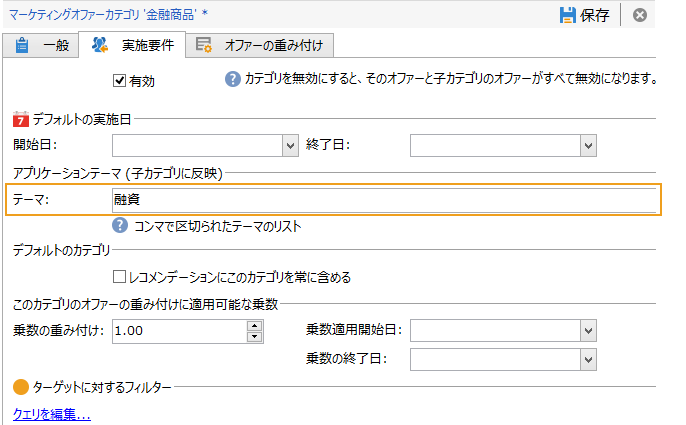 マーケティングオファーカテゴリ '金融商品' *
保存
一般
実施要件
オファーの重み付け
有効
カテゴリを無効にすると、そのオファーと子カテゴリのオファーがすべて無効になります。
7 デフォルトの実施日
開始日:
終了日:
アプリケーションテーマ (子カテゴリに反映)
テーマ: 融資
コンマで区切られたテーマのリスト
デフォルトのカテゴリ
レコメンデーションにこのカテゴリを常に含める
このカテゴリのオファーの重み付けに適用可能な乗数
乗数の重み付け: 1.00
乗数適用開始日:
乗数の終了日:
ターゲットに対するフィルター
クエリを編集...